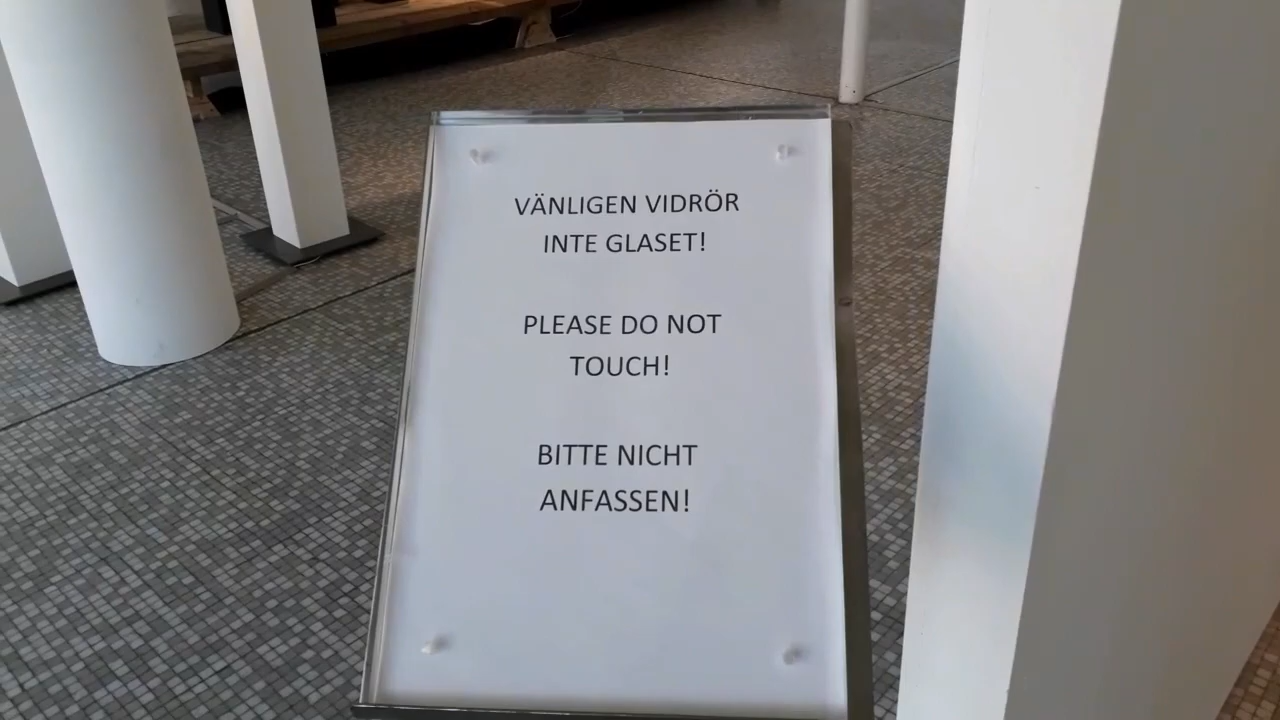 VÄNLIGEN VIDRÖR
INTE GLASET!
PLEASE DO NOT
TOUCH!
BITTE NICHT
ANFASSEN!